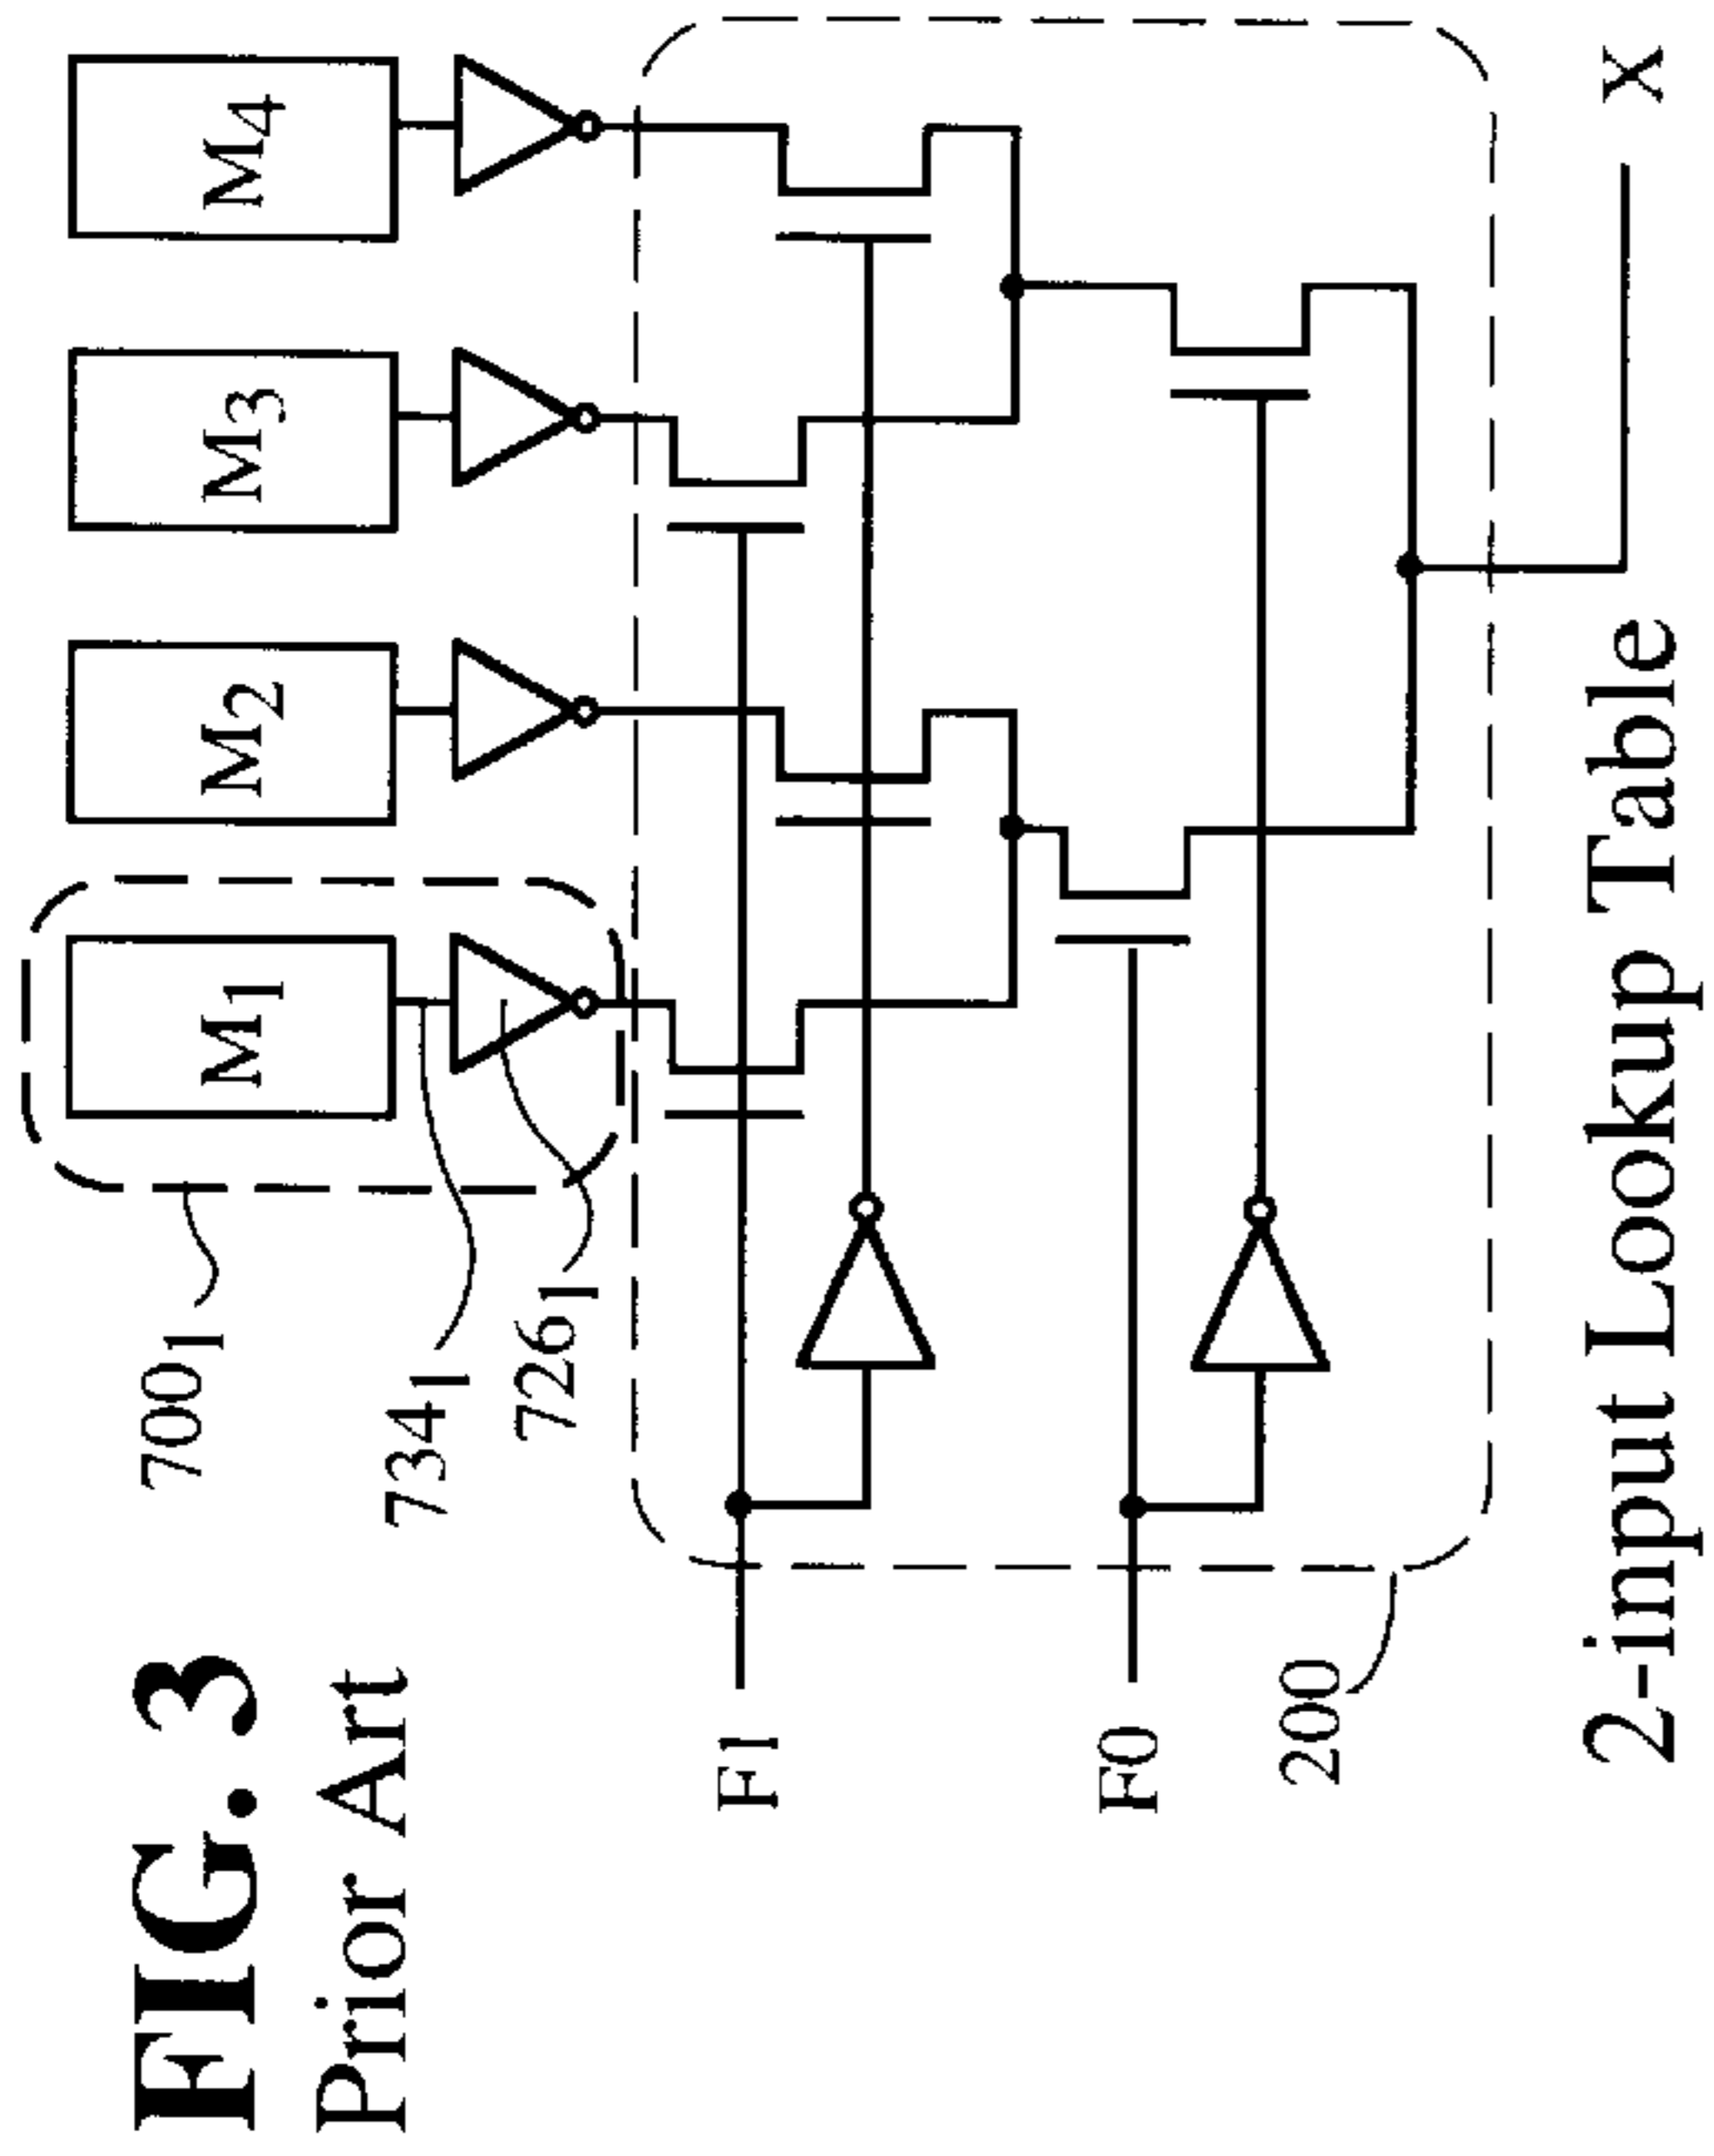 FIG. 3
Prior Art
700₁
734₁
726₁
M₁
M₂
M₃
M₄
F1
F0
200
X
2-input Lookup Table